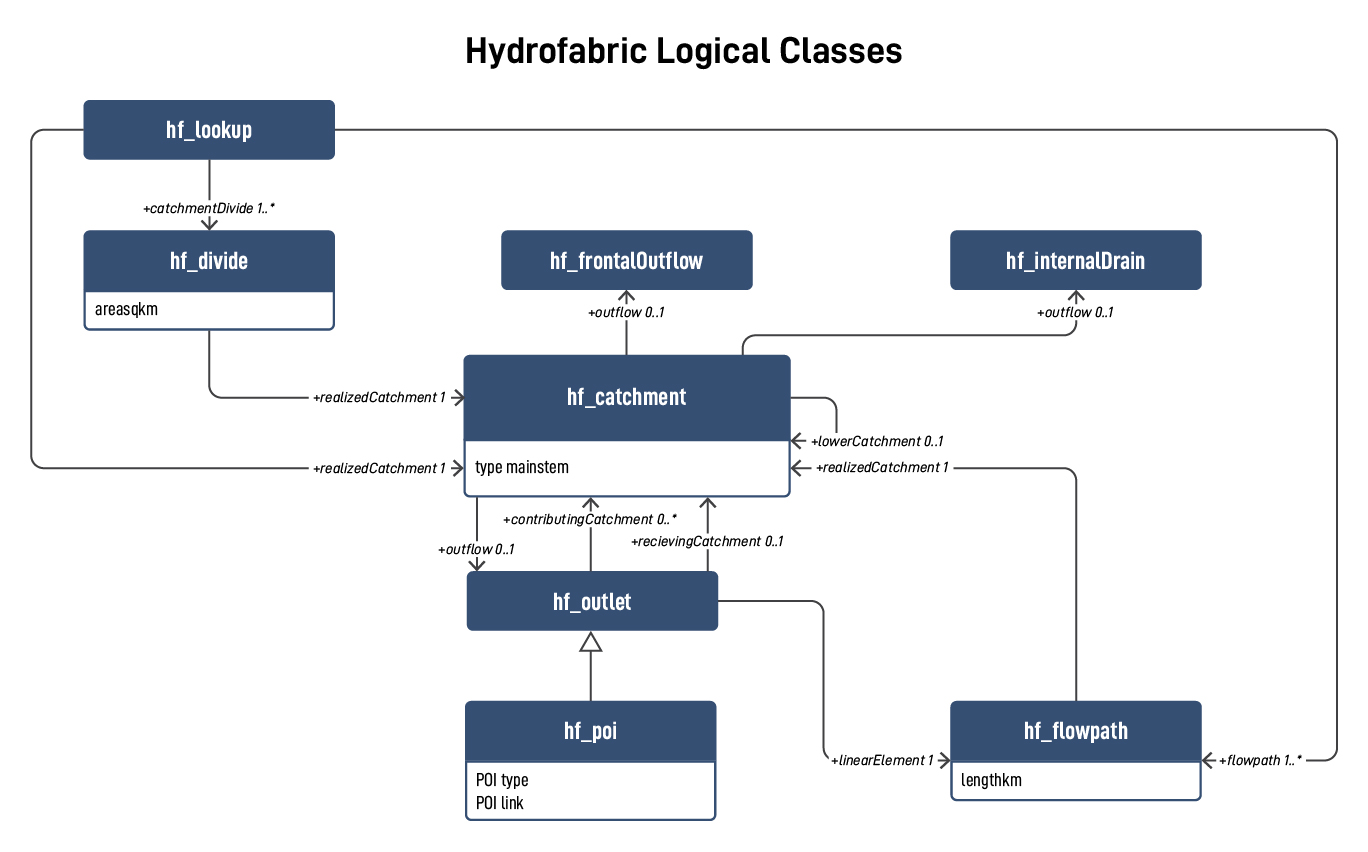 Hydrofabric Logical Classes
hf_lookup
+catchmentDivide 1..*
hf_divide
areasqkm
hf_frontalOutflow
hf_internalDrain
+outflow 0..1
+outflow 0..1
hf_catchment
type mainstem
+realizedCatchment 1
+lowerCatchment 0..1
+realizedCatchment 1
+realizedCatchment 1
+contributingCatchment 0..*
+recievingCatchment 0..1
+outflow 0..1
hf_outlet
hf_poi
POI type
POI link
hf_flowpath
lengthkm
+linearElement 1
+flowpath 1..*